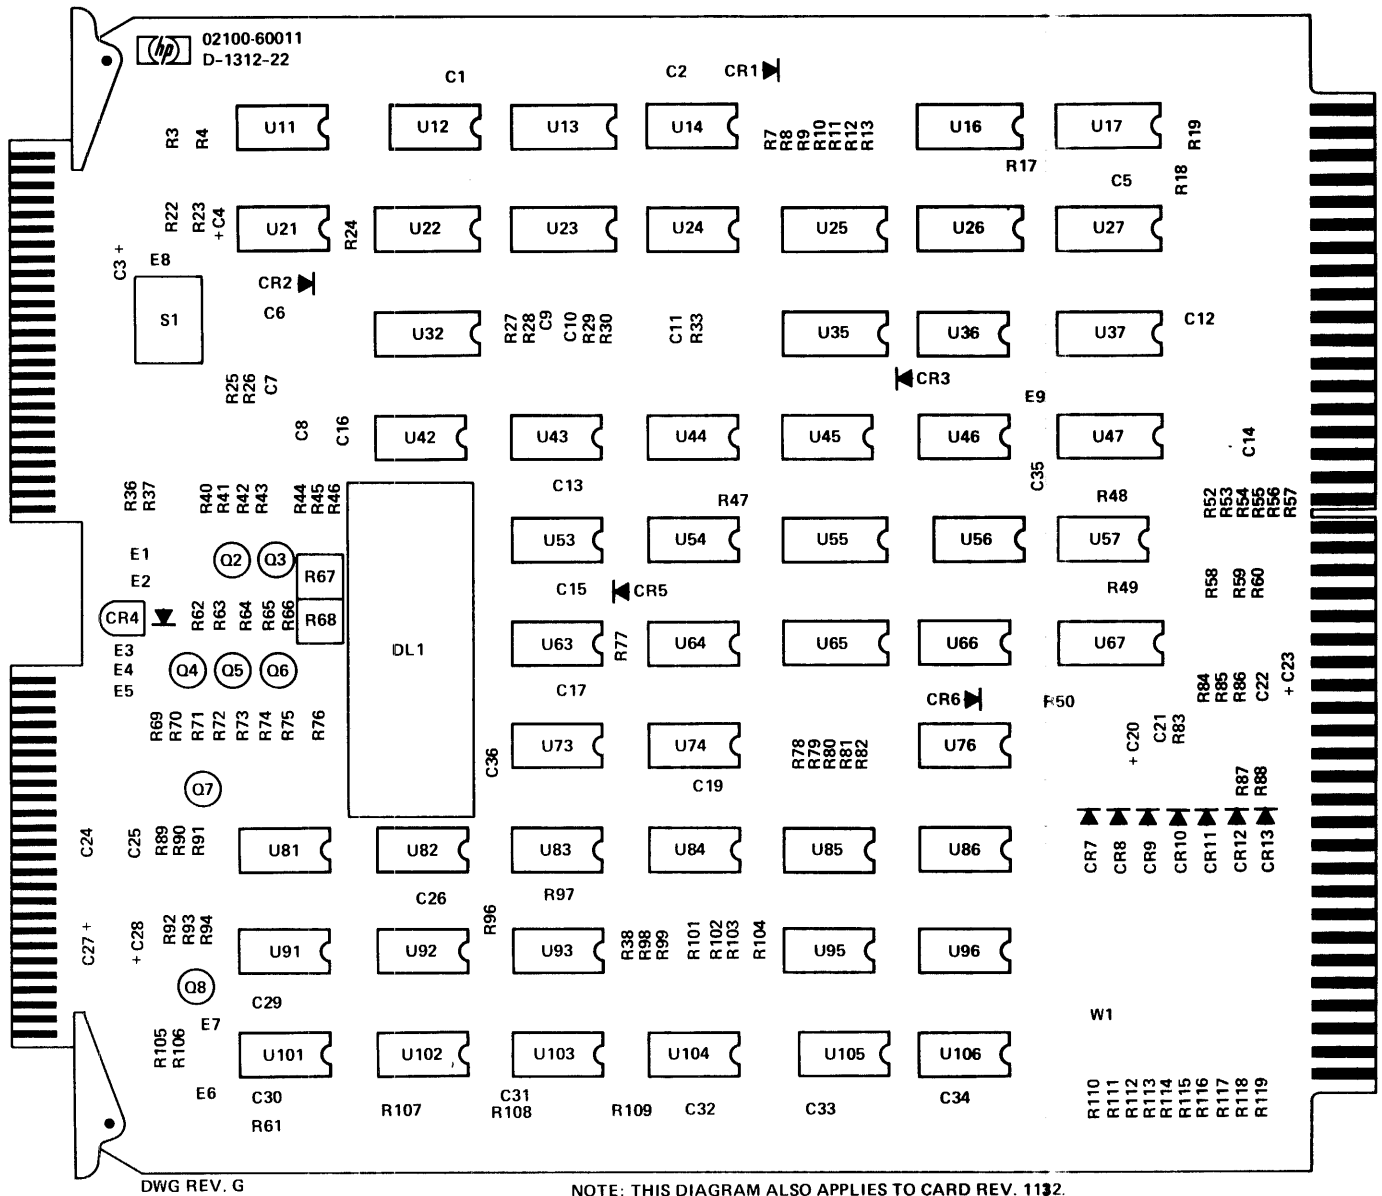 hp 02100-60011
D-1312-22
C1 C2 CR1
R3 R4 U11 U12 U13 U14 R7 R8 R9 R10 R11 R12 R13 U16 U17 R19
R17 C5 R18
R22 R23 +C4 U21 R24 U22 U23 U24 U25 U26 U27
C3 + E8 CR2
S1 C6 U32 R27 R28 C9 C10 R29 R30 C11 R33 U35 U36 U37 C12
R25 R26 C7 CR3
E9
C8 C16 U42 U43 U44 U45 U46 U47 C14
C13 C35
R36 R37 R40 R41 R42 R43 R44 R45 R46 R47 R48 R52 R53 R54 R55 R56 R57
E1 Q2 Q3 U53 U54 U55 U56 U57
E2 R67 C15 CR5 R49 R58 R59 R60
CR4 R62 R63 R64 R65 R66 R68
E3 DL1 U63 R77 U64 U65 U66 U67
E4 Q4 Q5 Q6
E5 C17 CR6 R50 R84 R85 R86 C22 +C23
R69 R70 R71 R72 R73 R74 R75 R76 C36 U73 U74 R78 R79 R80 R81 R82 U76 +C20 C21 R83
Q7 C19 R87 R88
C24 C25 R89 R90 R91 U81 U82 U83 U84 U85 U86 CR7 CR8 CR9 CR10 CR11 CR12 CR13
C26 R97
C27 + +C28 R92 R93 R94 U91 U92 R96 U93 R38 R98 R99 R101 R102 R103 R104 U95 U96
Q8 C29
E7 W1
R105 R106 U101 U102 U103 U104 U105 U106
E6 C30 C31 C34
R107 R108 R109 C32 C33 R110 R111 R112 R113 R114 R115 R116 R117 R118 R119
R61
DWG REV. G NOTE: THIS DIAGRAM ALSO APPLIES TO CARD REV. 1132.